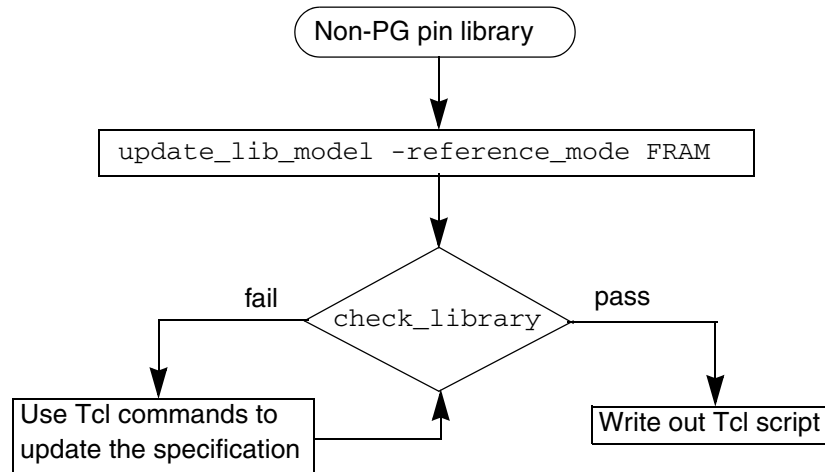 Non-PG pin library
update_lib_model -reference_mode FRAM
fail
pass
check_library
Use Tcl commands to
update the specification
Write out Tcl script